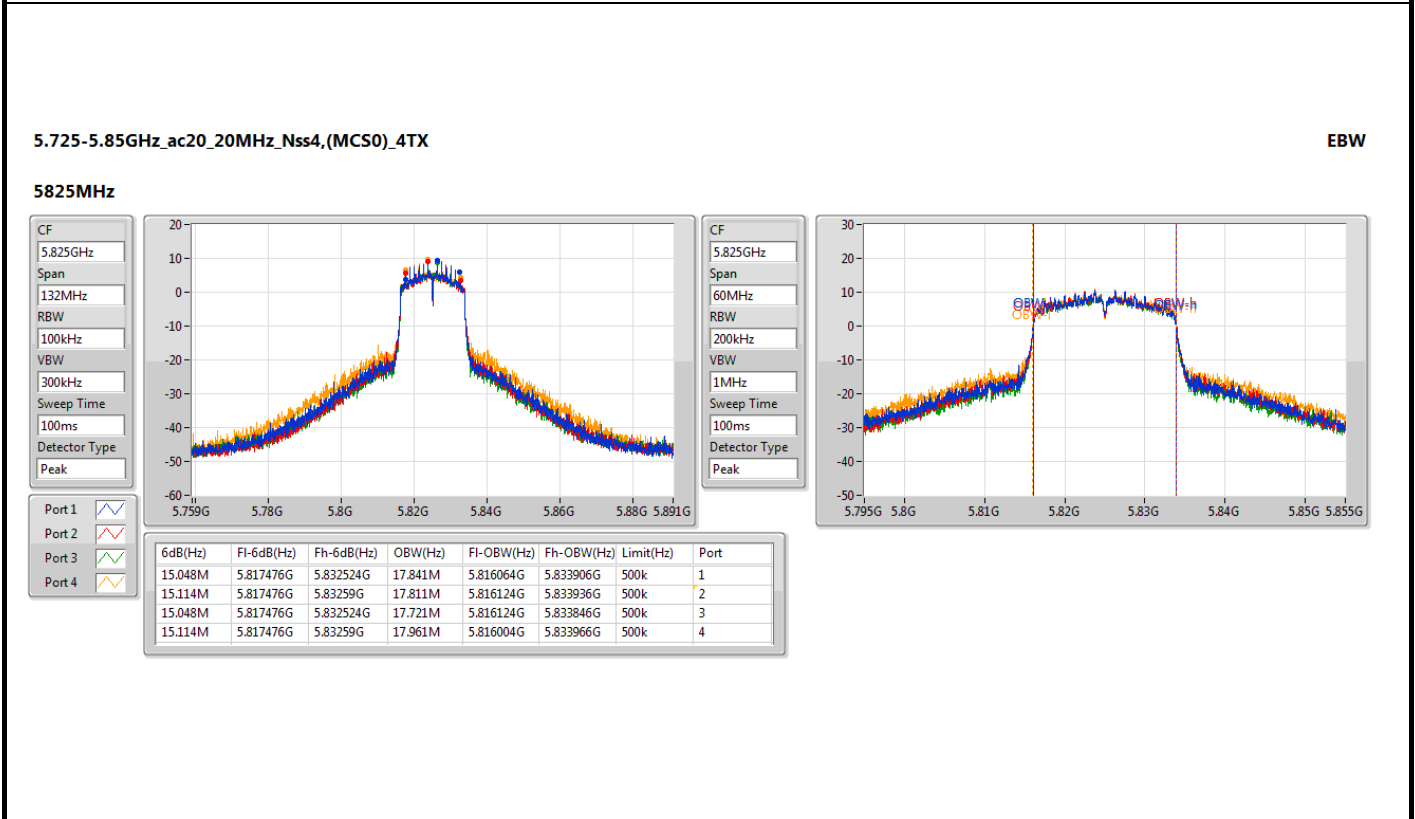 5.725-5.85GHz_ac20_20MHz_Nss4,(MCS0)_4TX
EBW
5825MHz
CF
5.825GHz
Span
132MHz
RBW
100kHz
VBW
300kHz
Sweep Time
100ms
Detector Type
Peak
20
10
0
-10
-20
-30
-40
-50
-60
5.759G 5.78G 5.8G 5.82G 5.84G 5.86G 5.88G 5.891G
CF
5.825GHz
Span
60MHz
RBW
200kHz
VBW
1MHz
Sweep Time
100ms
Detector Type
Peak
30
20
10
0
-10
-20
-30
-40
-50
OBW-h
5.795G 5.8G 5.81G 5.82G 5.83G 5.84G 5.85G 5.855G
Port 1
Port 2
Port 3
Port 4
6dB(Hz) Fl-6dB(Hz) Fh-6dB(Hz) OBW(Hz) Fl-OBW(Hz) Fh-OBW(Hz) Limit(Hz) Port
15.048M 5.817476G 5.832524G 17.841M 5.816064G 5.833906G 500k 1
15.114M 5.817476G 5.83259G 17.811M 5.816124G 5.833936G 500k 2
15.048M 5.817476G 5.832524G 17.721M 5.816124G 5.833846G 500k 3
15.114M 5.817476G 5.83259G 17.961M 5.816004G 5.833966G 500k 4